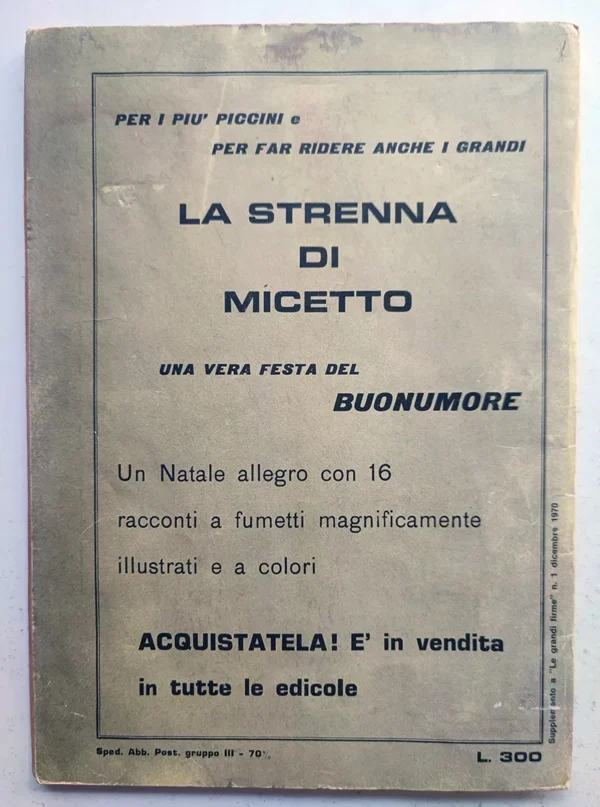 PER I PIU' PICCINI e
PER FAR RIDERE ANCHE I GRANDI
LA STRENNA
DI
MICETTO
UNA VERA FESTA DEL
BUONUMORE
Un Natale allegro con 16
racconti a fumetti magnificamente
illustrati e a colori
ACQUISTATELA! E' in vendita
in tutte le edicole
Supplemento a "Le grandi firme" n. 1 dicembre 1970
Sped. Abb. Post. gruppo III - 70%
L. 300